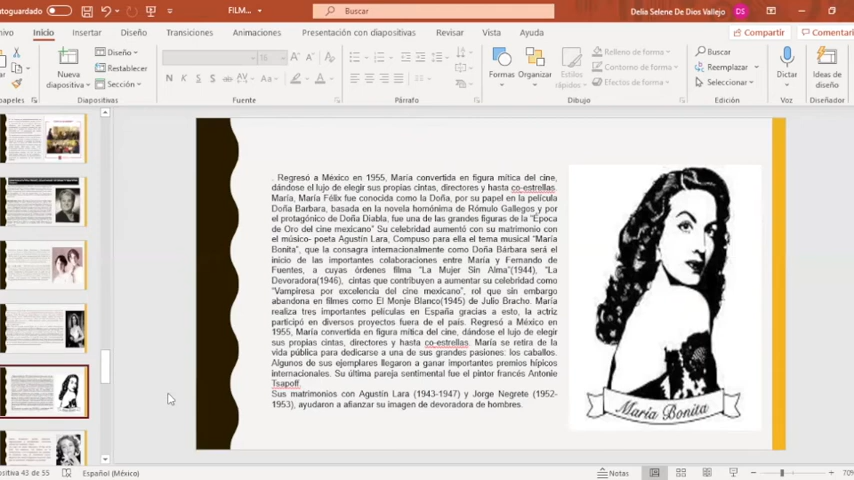 Autoguardado
FILM...
Buscar
Delia Selene De Dios Vallejo
DS
Inicio
Insertar
Diseño
Transiciones
Animaciones
Presentación con diapositivas
Revisar
Vista
Ayuda
Compartir
Nueva
diapositiva
Diseño
Restablecer
Sección
Diapositivas
16
N K S ab AV Aa
Fuente
Párrafo
Formas
Organizar
Estilos
rápidos
Relleno de forma
Contorno de forma
Efectos de forma
Dibujo
Buscar
Reemplazar
Seleccionar
Edición
Dictar
Voz
Ideas de
diseño
Diseñador
. Regresó a México en 1955, María convertida en figura mítica del cine,
dándose el lujo de elegir sus propias cintas, directores y hasta co-estrellas.
María, María Félix fue conocida como la Doña, por su papel en la película
Doña Barbara, basada en la novela homónima de Rómulo Gallegos y por
el protagónico de Doña Diabla, fue una de las grandes figuras de la "Época
de Oro del cine mexicano" Su celebridad aumentó con su matrimonio con
el músico- poeta Agustín Lara, Compuso para ella el tema musical "María
Bonita", que la consagra internacionalmente como Doña Bárbara será el
inicio de las importantes colaboraciones entre María y Fernando de
Fuentes, a cuyas órdenes filma "La Mujer Sin Alma"(1944), "La
Devoradora(1946), cintas que contribuyen a aumentar su celebridad como
"Vampiresa por excelencia del cine mexicano", rol que sin embargo
abandona en filmes como El Monje Blanco(1945) de Julio Bracho. María
realiza tres importantes películas en España gracias a esto, la actriz
participó en diversos proyectos fuera de el país. Regresó a México en
1955, María convertida en figura mítica del cine, dándose el lujo de elegir
sus propias cintas, directores y hasta co-estrellas. María se retira de la
vida pública para dedicarse a una de sus grandes pasiones: los caballos.
Algunos de sus ejemplares llegaron a ganar importantes premios hípicos
internacionales. Su última pareja sentimental fue el pintor francés Antonie
Tsapoff.
Sus matrimonios con Agustín Lara (1943-1947) y Jorge Negrete (1952-
1953), ayudaron a afianzar su imagen de devoradora de hombres.
María Bonita
43 de 55
Español (México)
Notas
70%